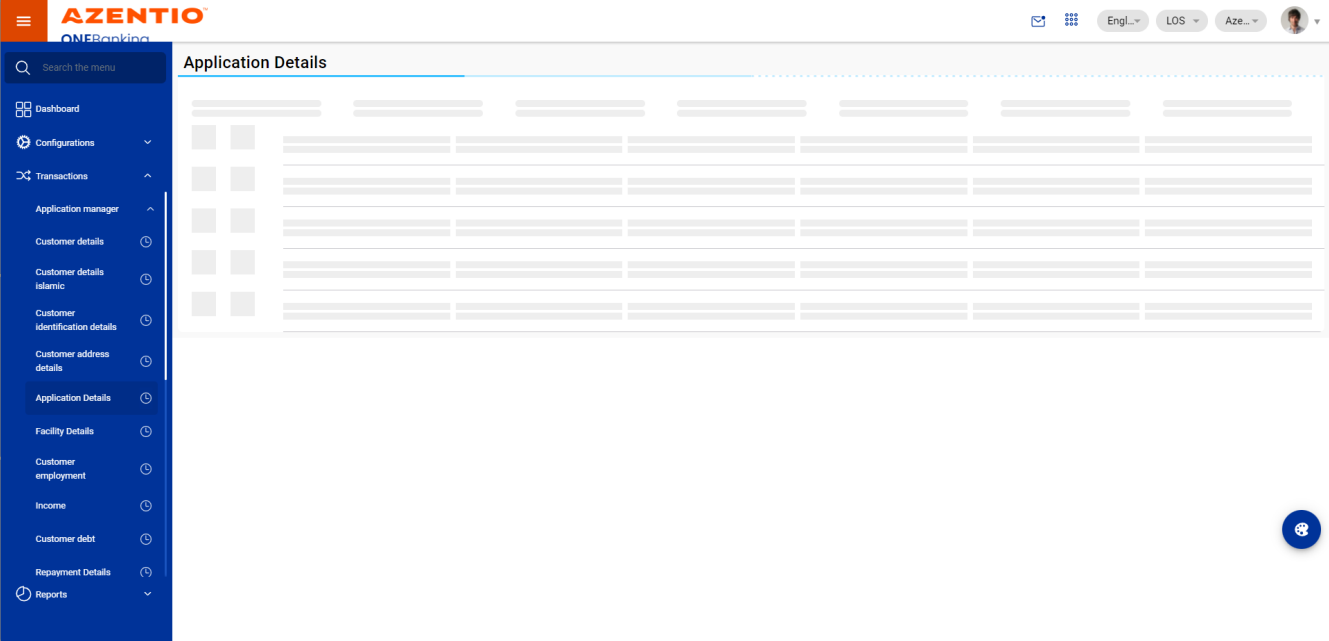 AZENTIO™
ONEBanking
Engl...
LOS
Aze...
Search the menu
Application Details
Dashboard
Configurations
Transactions
Application manager
Customer details
Customer details
islamic
Customer
identification details
Customer address
details
Application Details
Facility Details
Customer
employment
Income
Customer debt
Repayment Details
Reports